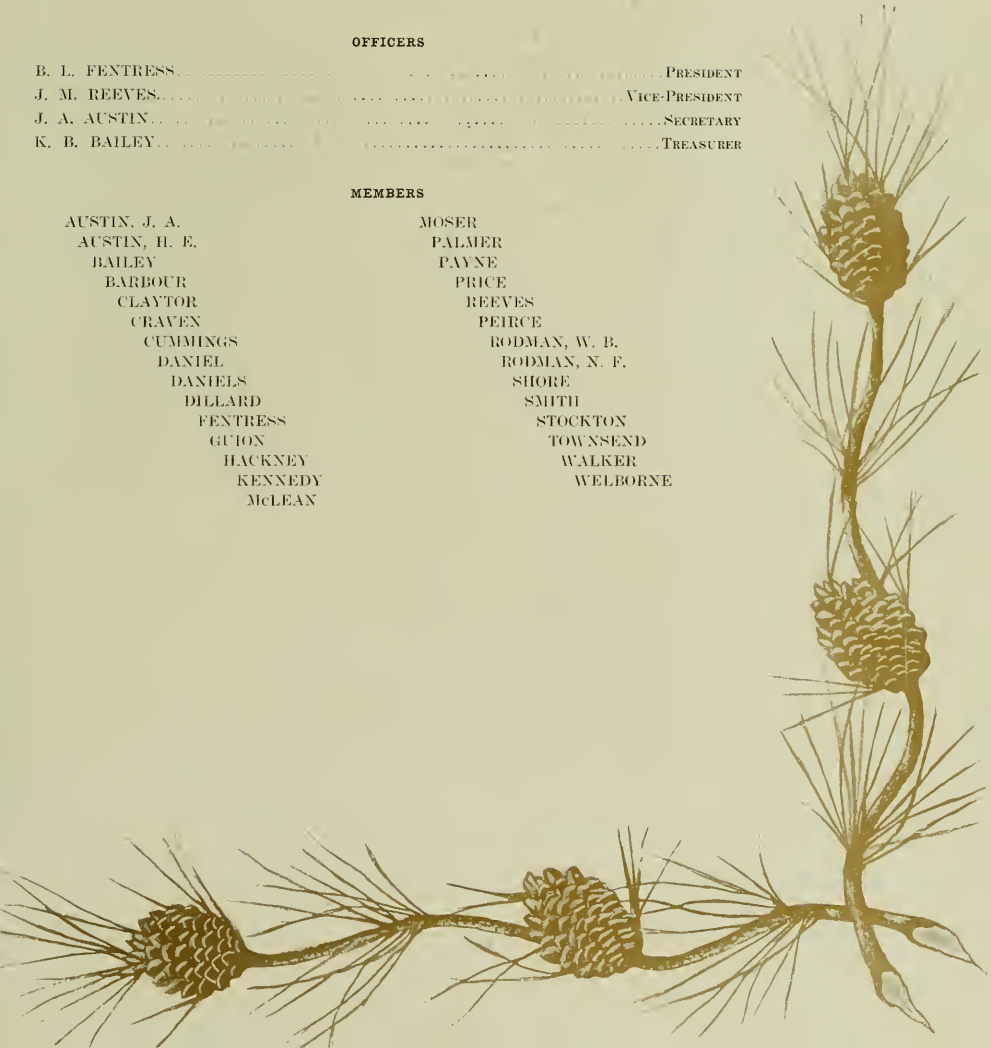 OFFICERS
B. L. FENTRESS. . . . . . . . . . PRESIDENT
J. M. REEVES. . . . . . . . . . VICE-PRESIDENT
J. A. AUSTIN. . . . . . . . . . SECRETARY
K. B. BAILEY. . . . . . . . . . TREASURER
MEMBERS
AUSTIN, J. A.
AUSTIN, H. E.
BAILEY
BARBOUR
CLAYTOR
CRAVEN
CUMMINGS
DANIEL
DANIELS
DILLARD
FENTRESS
GUION
HACKNEY
KENNEDY
McLEAN
MOSER
PALMER
PAYNE
PRICE
REEVES
PEIRCE
RODMAN, W. B.
RODMAN, N. F.
SHORE
SMITH
STOCKTON
TOWNSEND
WALKER
WELBORNE